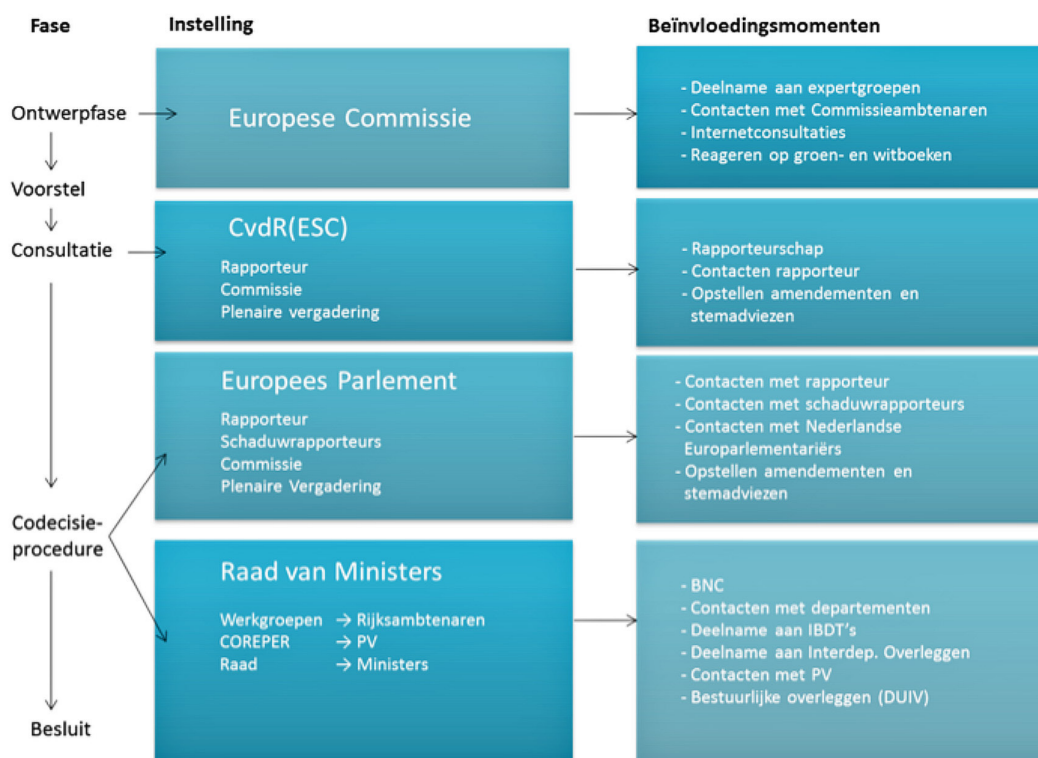 Fase
Instelling
Beïnvloedingsmomenten
Ontwerpfase
Europese Commissie
- Deelname aan expertgroepen
- Contacten met Commissieambtenaren
- Internetconsultaties
- Reageren op groen- en witboeken
Voorstel
Consultatie
CvdR(ESC)
Rapporteur
Commissie
Plenaire vergadering
- Rapporteurschap
- Contacten rapporteur
- Opstellen amendementen en
stemadviezen
Europees Parlement
Rapporteur
Schaduwrapporteurs
Commissie
Plenaire Vergadering
- Contacten met rapporteur
- Contacten met schaduwrapporteurs
- Contacten met Nederlandse
Europarlementariërs
- Opstellen amendementen en
stemadviezen
Codecisie-
procedure
Raad van Ministers
Werkgroepen → Rijksambtenaren
COREPER → PV
Raad → Ministers
- BNC
- Contacten met departementen
- Deelname aan IBDT's
- Deelname aan Interdep. Overleggen
- Contacten met PV
- Bestuurlijke overleggen (DUIV)
Besluit